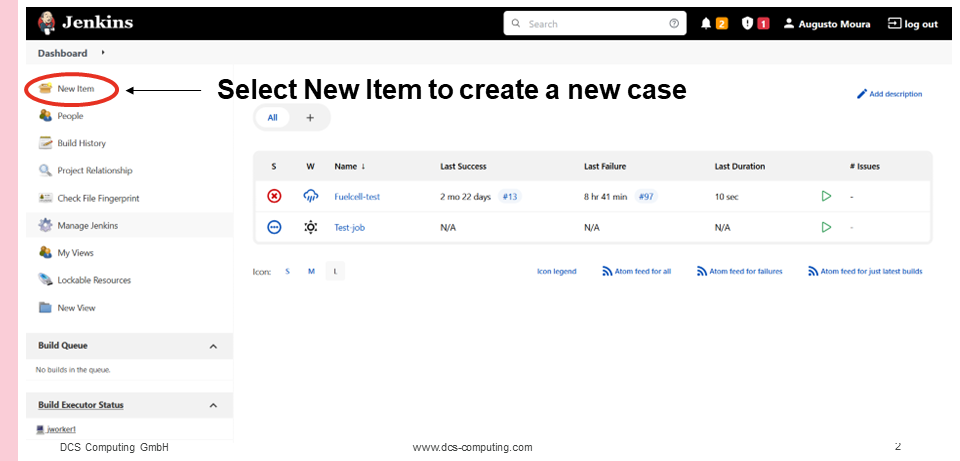 Jenkins
Search
2
1
Augusto Moura
log out
Dashboard
New Item
Select New Item to create a new case
People
Build History
Project Relationship
Check File Fingerprint
Manage Jenkins
My Views
Lockable Resources
New View
Build Queue
No builds in the queue.
Build Executor Status
jworker1
Add description
All +
S W Name ↓ Last Success Last Failure Last Duration # Issues
Fuelcell-test 2 mo 22 days #13 8 hr 41 min #97 10 sec -
Test-job N/A N/A N/A -
Icon: S M L
Icon legend Atom feed for all Atom feed for failures Atom feed for just latest builds
DCS Computing GmbH www.dcs-computing.com 2